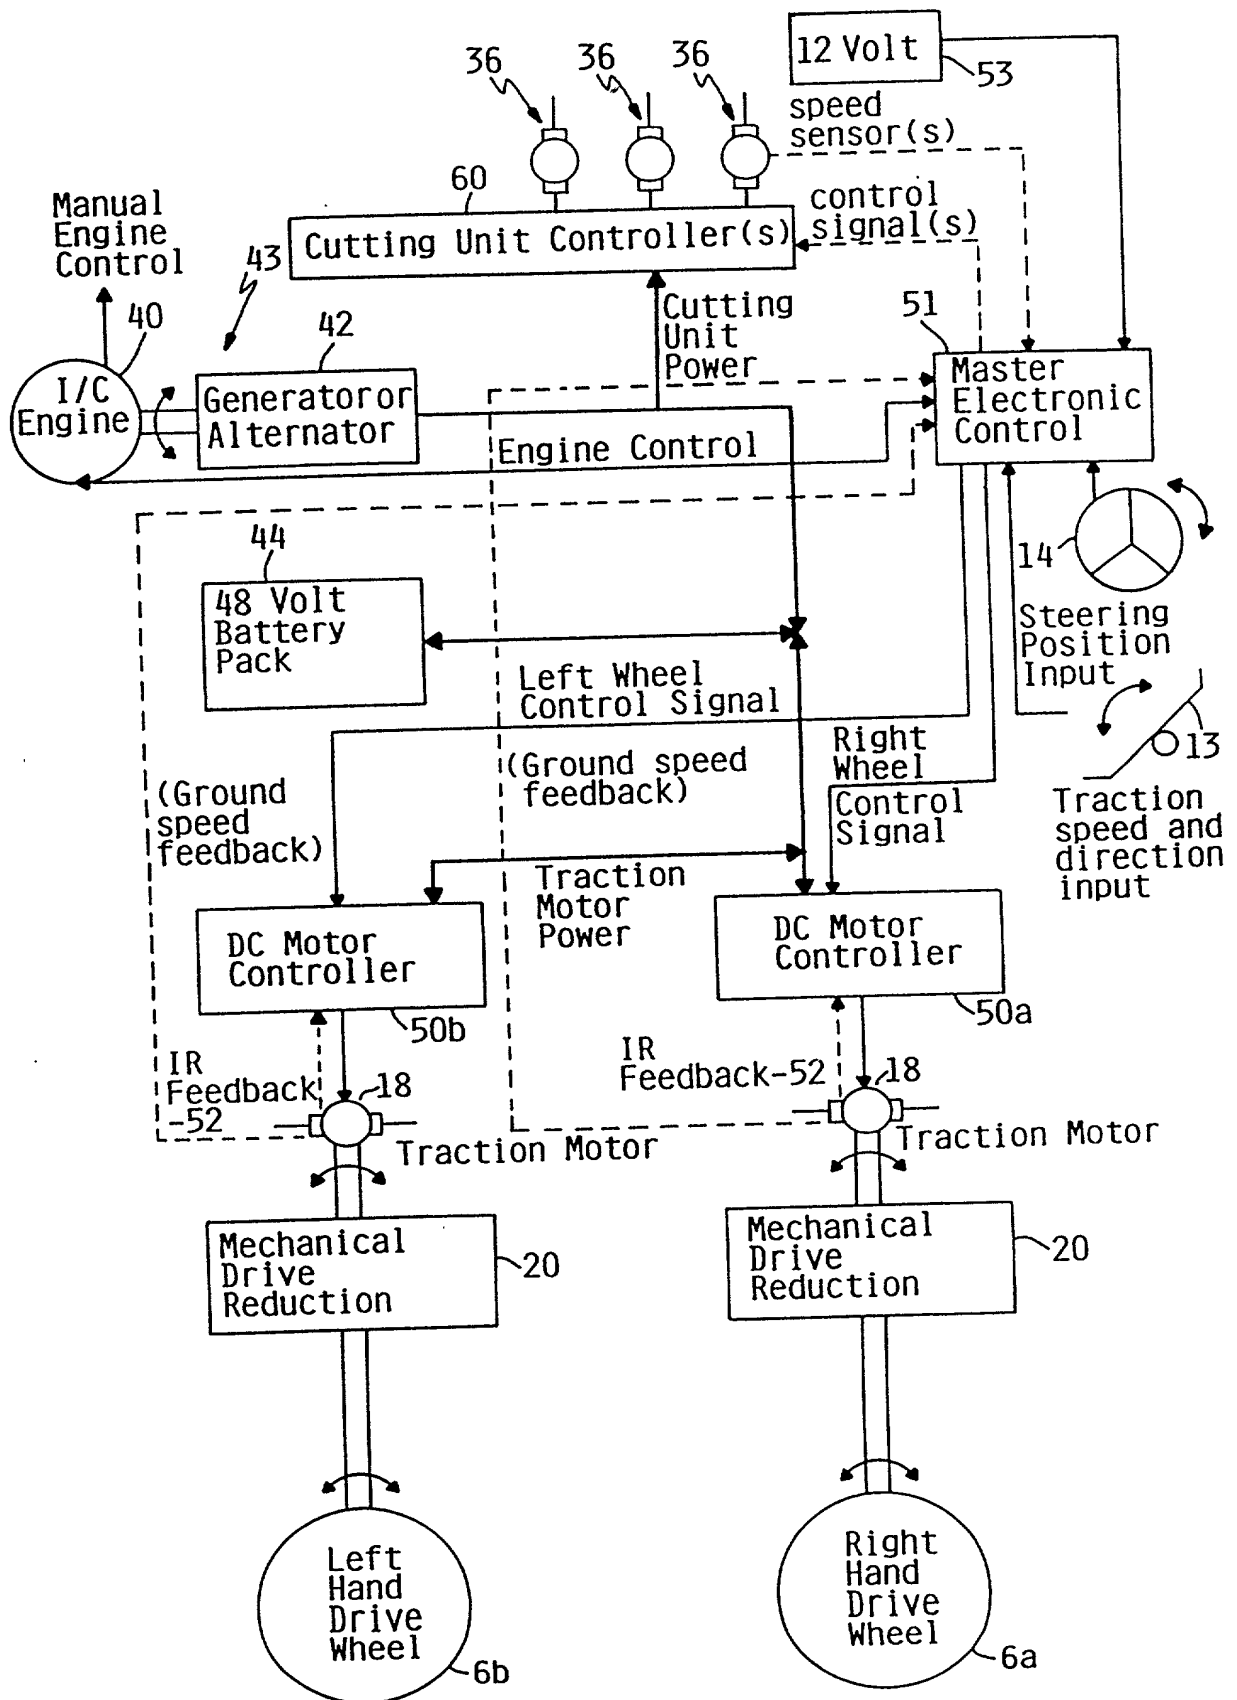 36
36
36
12 Volt
53
speed
sensor(s)
60
control
signal(s)
Manual
Engine
Control
Cutting Unit Controller(s)
43
40
42
Cutting
Unit
Power
51
I/C
Engine
Generatoror
Alternator
Master
Electronic
Control
Engine Control
44
14
48 Volt
Battery
Pack
Steering
Position
Input
Left Wheel
Control Signal
13
Right
Wheel
Control
Signal
(Ground speed
feedback)
(Ground
speed
feedback)
Traction
speed and
direction
input
Traction
Motor
Power
DC Motor
Controller
DC Motor
Controller
50b
50a
IR
Feedback
-52
18
IR
Feedback-52
18
Traction Motor
Traction Motor
Mechanical
Drive
Reduction
20
Mechanical
Drive
Reduction
20
Left
Hand
Drive
Wheel
6b
Right
Hand
Drive
Wheel
6a